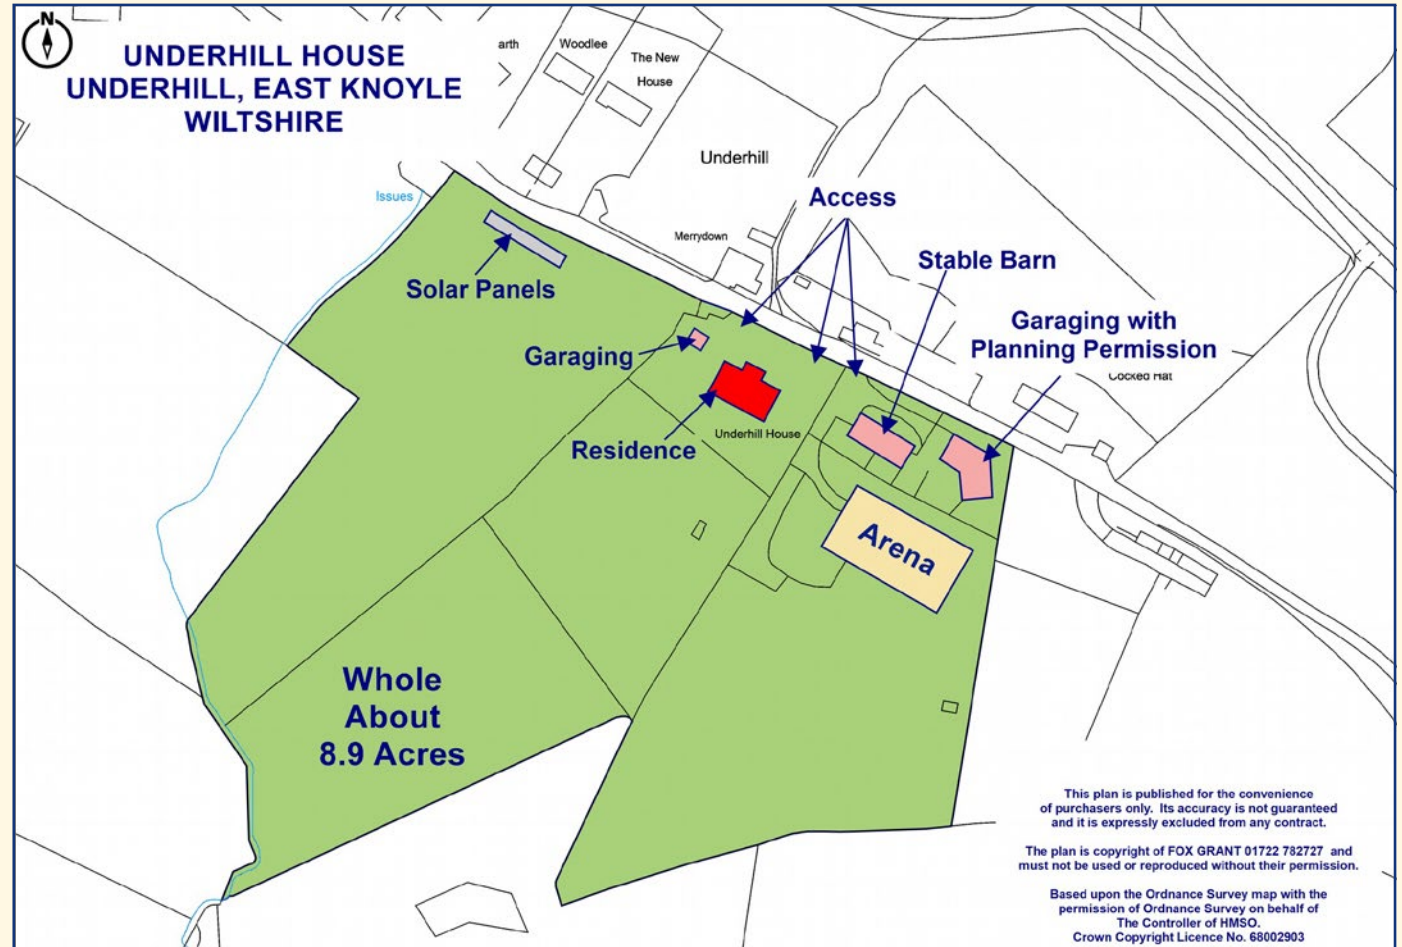 N
UNDERHILL HOUSE
UNDERHILL, EAST KNOYLE
WILTSHIRE
arth
Woodlee
The New
House
Underhill
Issues
Access
Merrydown
Stable Barn
Solar Panels
Garaging with
Planning Permission
Garaging
Cocked Hat
Underhill House
Residence
Arena
Whole
About
8.9 Acres
This plan is published for the convenience
of purchasers only. Its accuracy is not guaranteed
and it is expressly excluded from any contract.
The plan is copyright of FOX GRANT 01722 782727 and
must not be used or reproduced without their permission.
Based upon the Ordnance Survey map with the
permission of Ordnance Survey on behalf of
The Controller of HMSO.
Crown Copyright Licence No. 68002903